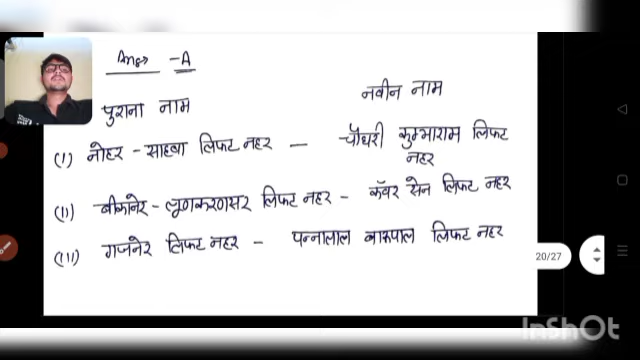 Ans → - A
पुराना नाम
नवीन नाम
(I) नोहर - साहबा लिफ्ट नहर — चौधरी कुम्भाराम लिफ्ट
नहर
(II) बीकानेर - लूणकरणसर लिफ्ट नहर - कँवर सेन लिफ्ट नहर
(III) गजनेर लिफ्ट नहर - पन्नालाल बारुपाल लिफ्ट नहर
20/27
InShOt